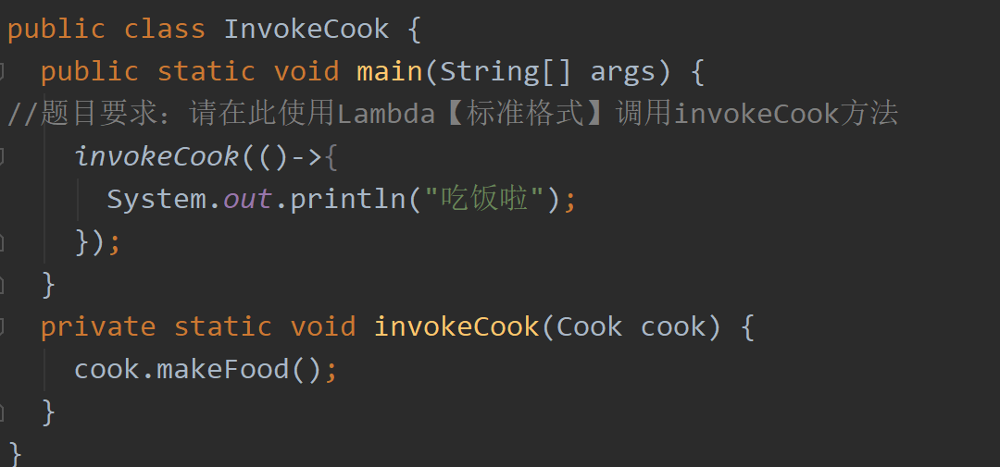 public class InvokeCook {
public static void main(String[] args) {
//题目要求：请在此使用Lambda【标准格式】调用invokeCook方法
invokeCook(()->{
System.out.println("吃饭啦");
});
}
private static void invokeCook(Cook cook) {
cook.makeFood();
}
}